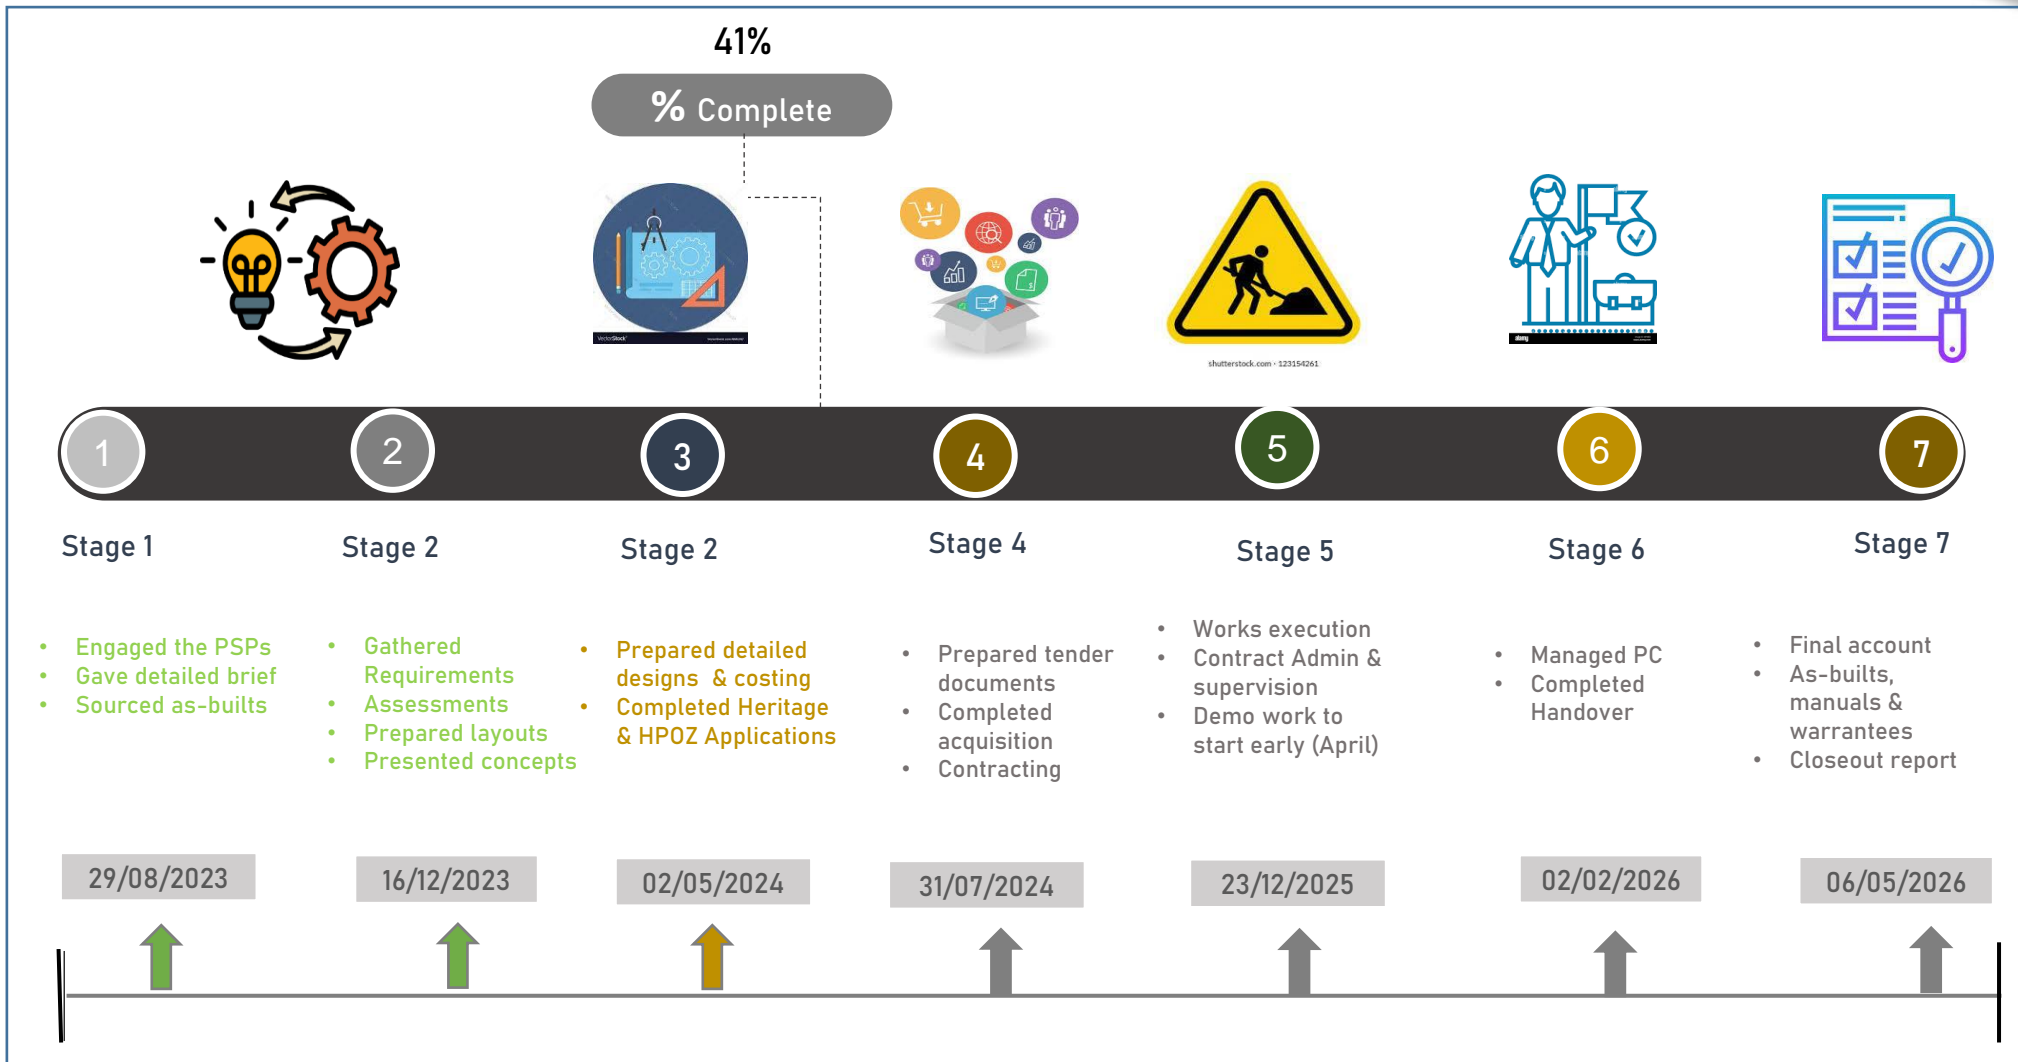 41%
% Complete
VectorStock
shutterstock.com · 123154261
alamy
1
2
3
4
5
6
7
Stage 1
Stage 2
Stage 2
Stage 4
Stage 5
Stage 6
Stage 7
• Engaged the PSPs
• Gave detailed brief
• Sourced as-builts
• Gathered
Requirements
• Assessments
• Prepared layouts
• Presented concepts
• Prepared detailed
designs & costing
• Completed Heritage
& HPOZ Applications
• Prepared tender
documents
• Completed
acquisition
• Contracting
• Works execution
• Contract Admin &
supervision
• Demo work to
start early (April)
• Managed PC
• Completed
Handover
• Final account
• As-builts,
manuals &
warrantees
• Closeout report
29/08/2023
16/12/2023
02/05/2024
31/07/2024
23/12/2025
02/02/2026
06/05/2026